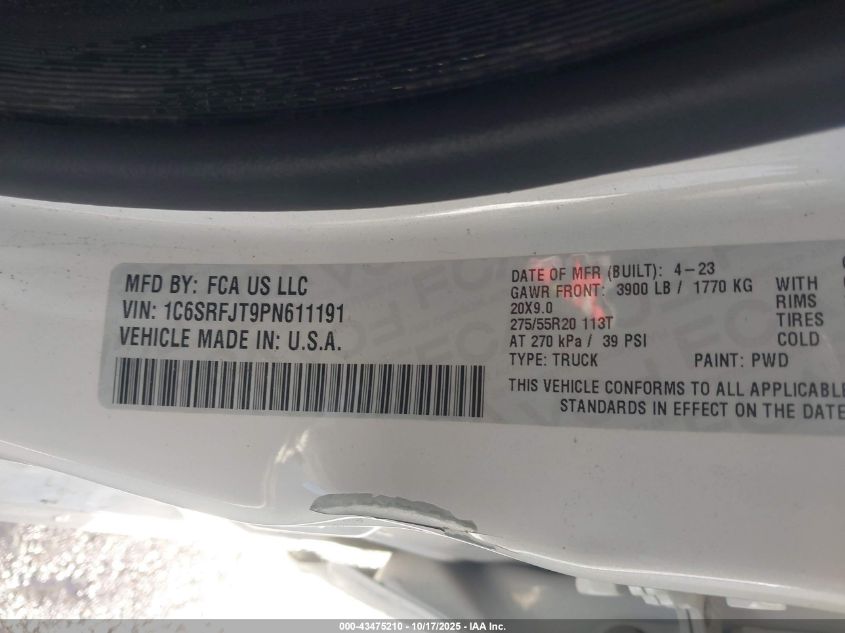 MFD BY: FCA US LLC
VIN: 1C6SRFJT9PN611191
VEHICLE MADE IN: U.S.A.
DATE OF MFR (BUILT): 4-23
GAWR FRONT: 3900 LB / 1770 KG WITH
20X9.0 RIMS
275/55R20 113T TIRES
AT 270 kPa / 39 PSI COLD
TYPE: TRUCK PAINT: PWD
THIS VEHICLE CONFORMS TO ALL APPLICABLE
STANDARDS IN EFFECT ON THE DATE
000-43475210 - 10/17/2025 - IAA Inc.